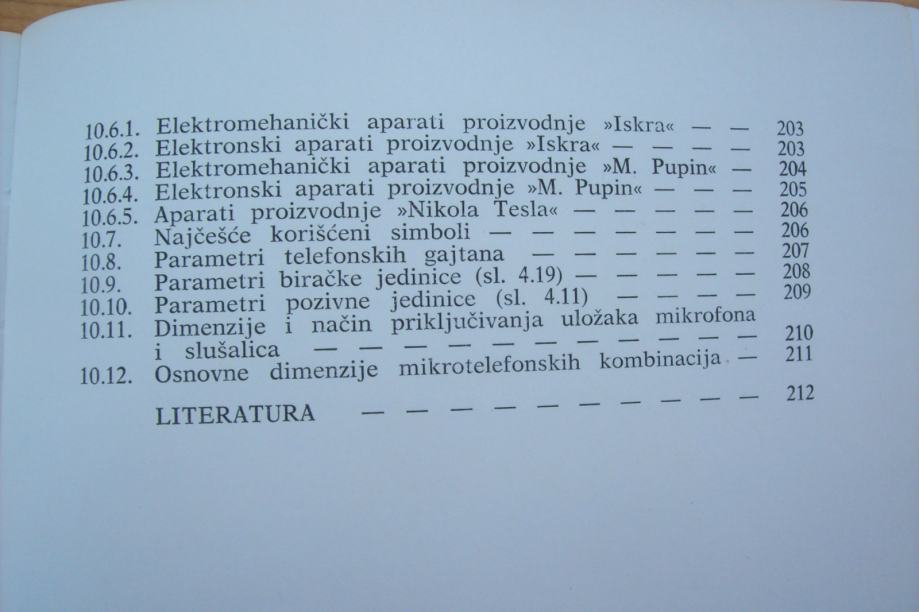 10.6.1. Elektromehanički aparati proizvodnje »Iskra« — — 203
10.6.2. Elektronski aparati proizvodnje »Iskra« — — — — 203
10.6.3. Elektromehanički aparati proizvodnje »M. Pupin« — 204
10.6.4. Elektronski aparati proizvodnje »M. Pupin« — — — 205
10.6.5. Aparati proizvodnje »Nikola Tesla« — — — — — 206
10.7. Najčešće korišćeni simboli — — — — — — — 206
10.8. Parametri telefonskih gajtana — — — — — — 207
10.9. Parametri biračke jedinice (sl. 4.19) — — — — — 208
10.10. Parametri pozivne jedinice (sl. 4.11) — — — — 209
10.11. Dimenzije i način priključivanja uložaka mikrofona
i slušalica — — — — — — — — — — — 210
10.12. Osnovne dimenzije mikrotelefonskih kombinacija — 211
LITERATURA — — — — — — — — — — 212